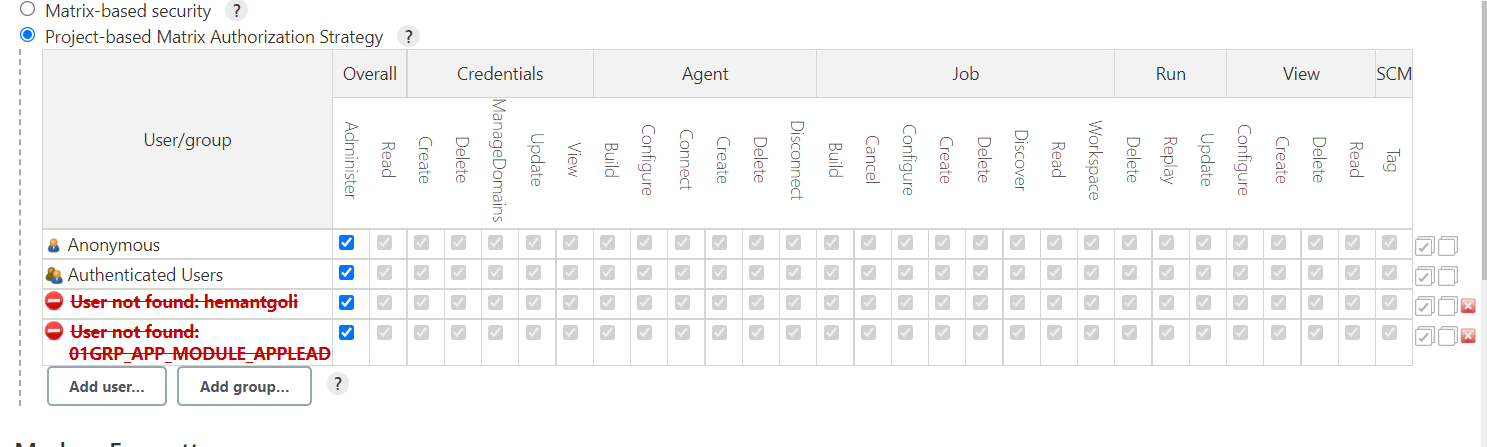 Matrix-based security ?
Project-based Matrix Authorization Strategy ?
User/group Overall Credentials Agent Job Run View SCM
Administer Read Create Delete ManageDomains Update View Build Configure Connect Create Delete Disconnect Build Cancel Configure Create Delete Discover Read Workspace Delete Replay Update Configure Create Delete Read Tag
Anonymous
Authenticated Users
User not found: hemantgoli
User not found:
01GRP_APP_MODULE_APPLEAD
Add user... Add group... ?